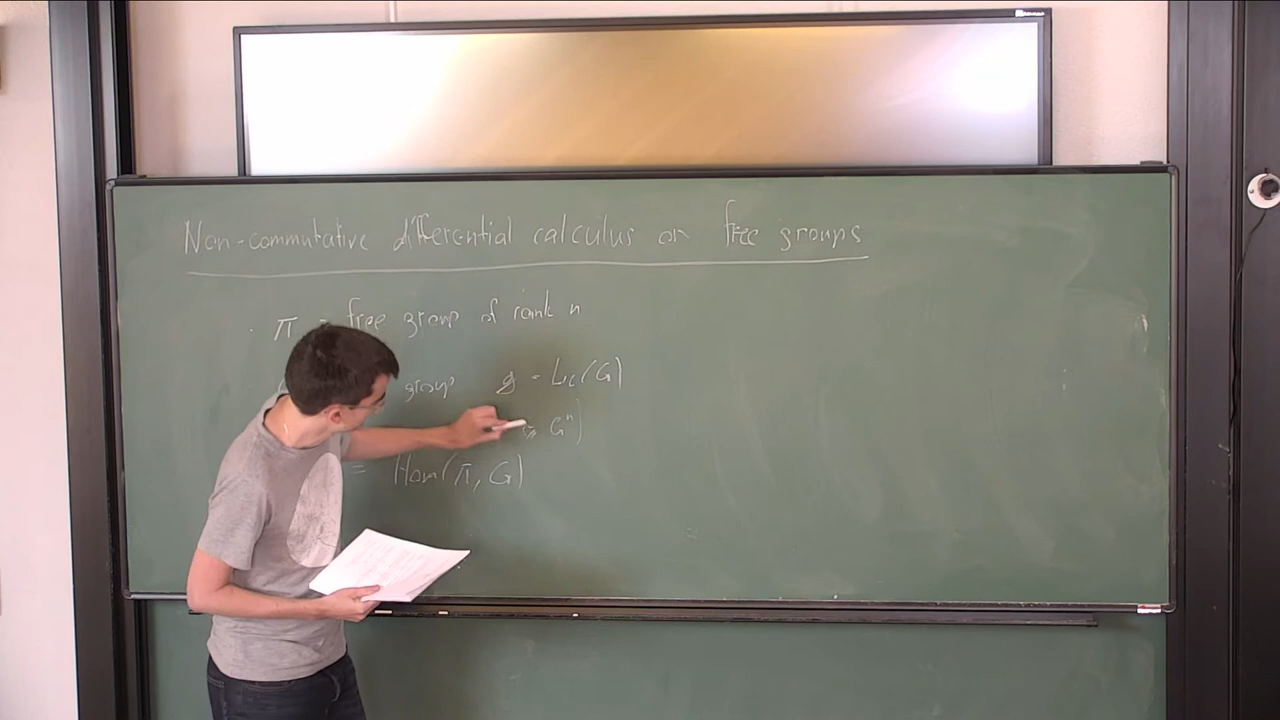 Non-commutative differential calculus on free groups
π = free group of rank n
group g = Lie(G)
G^n
= Hom(π, G)